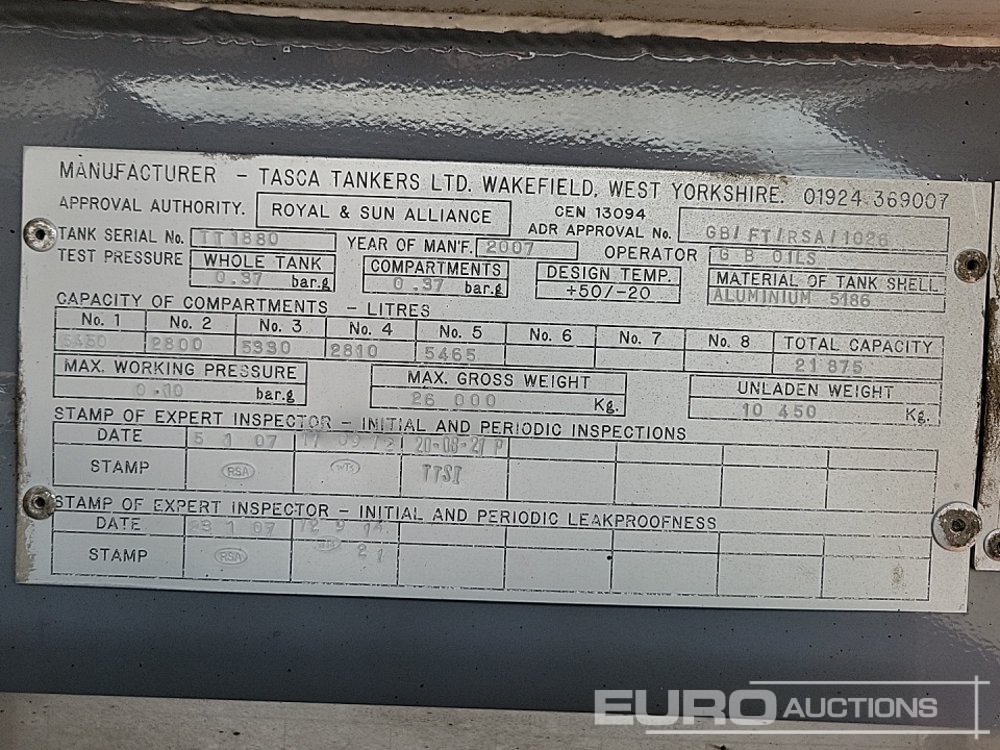 MANUFACTURER - TASCA TANKERS LTD. WAKEFIELD, WEST YORKSHIRE. 01924 369007
APPROVAL AUTHORITY. ROYAL & SUN ALLIANCE CEN 13094
ADR APPROVAL No. GB/FT/RSA/1026
TANK SERIAL No. TT1880 YEAR OF MAN'F. 2007 OPERATOR G B OILS
TEST PRESSURE WHOLE TANK COMPARTMENTS DESIGN TEMP. MATERIAL OF TANK SHELL
0.37 bar.g 0.37 bar.g +50/-20 ALUMINIUM 5186
CAPACITY OF COMPARTMENTS - LITRES
No. 1 No. 2 No. 3 No. 4 No. 5 No. 6 No. 7 No. 8 TOTAL CAPACITY
2800 5330 2810 5465 21 875
MAX. WORKING PRESSURE MAX. GROSS WEIGHT UNLADEN WEIGHT
0.10 bar.g 26 000 Kg. 10 450 Kg.
STAMP OF EXPERT INSPECTOR - INITIAL AND PERIODIC INSPECTIONS
DATE 5 1 07 17 09 12 20-08-21 P
STAMP RSA WTS TTSI
STAMP OF EXPERT INSPECTOR - INITIAL AND PERIODIC LEAKPROOFNESS
DATE 23 1 07 12 9 14
STAMP RSA 21
EURO AUCTIONS